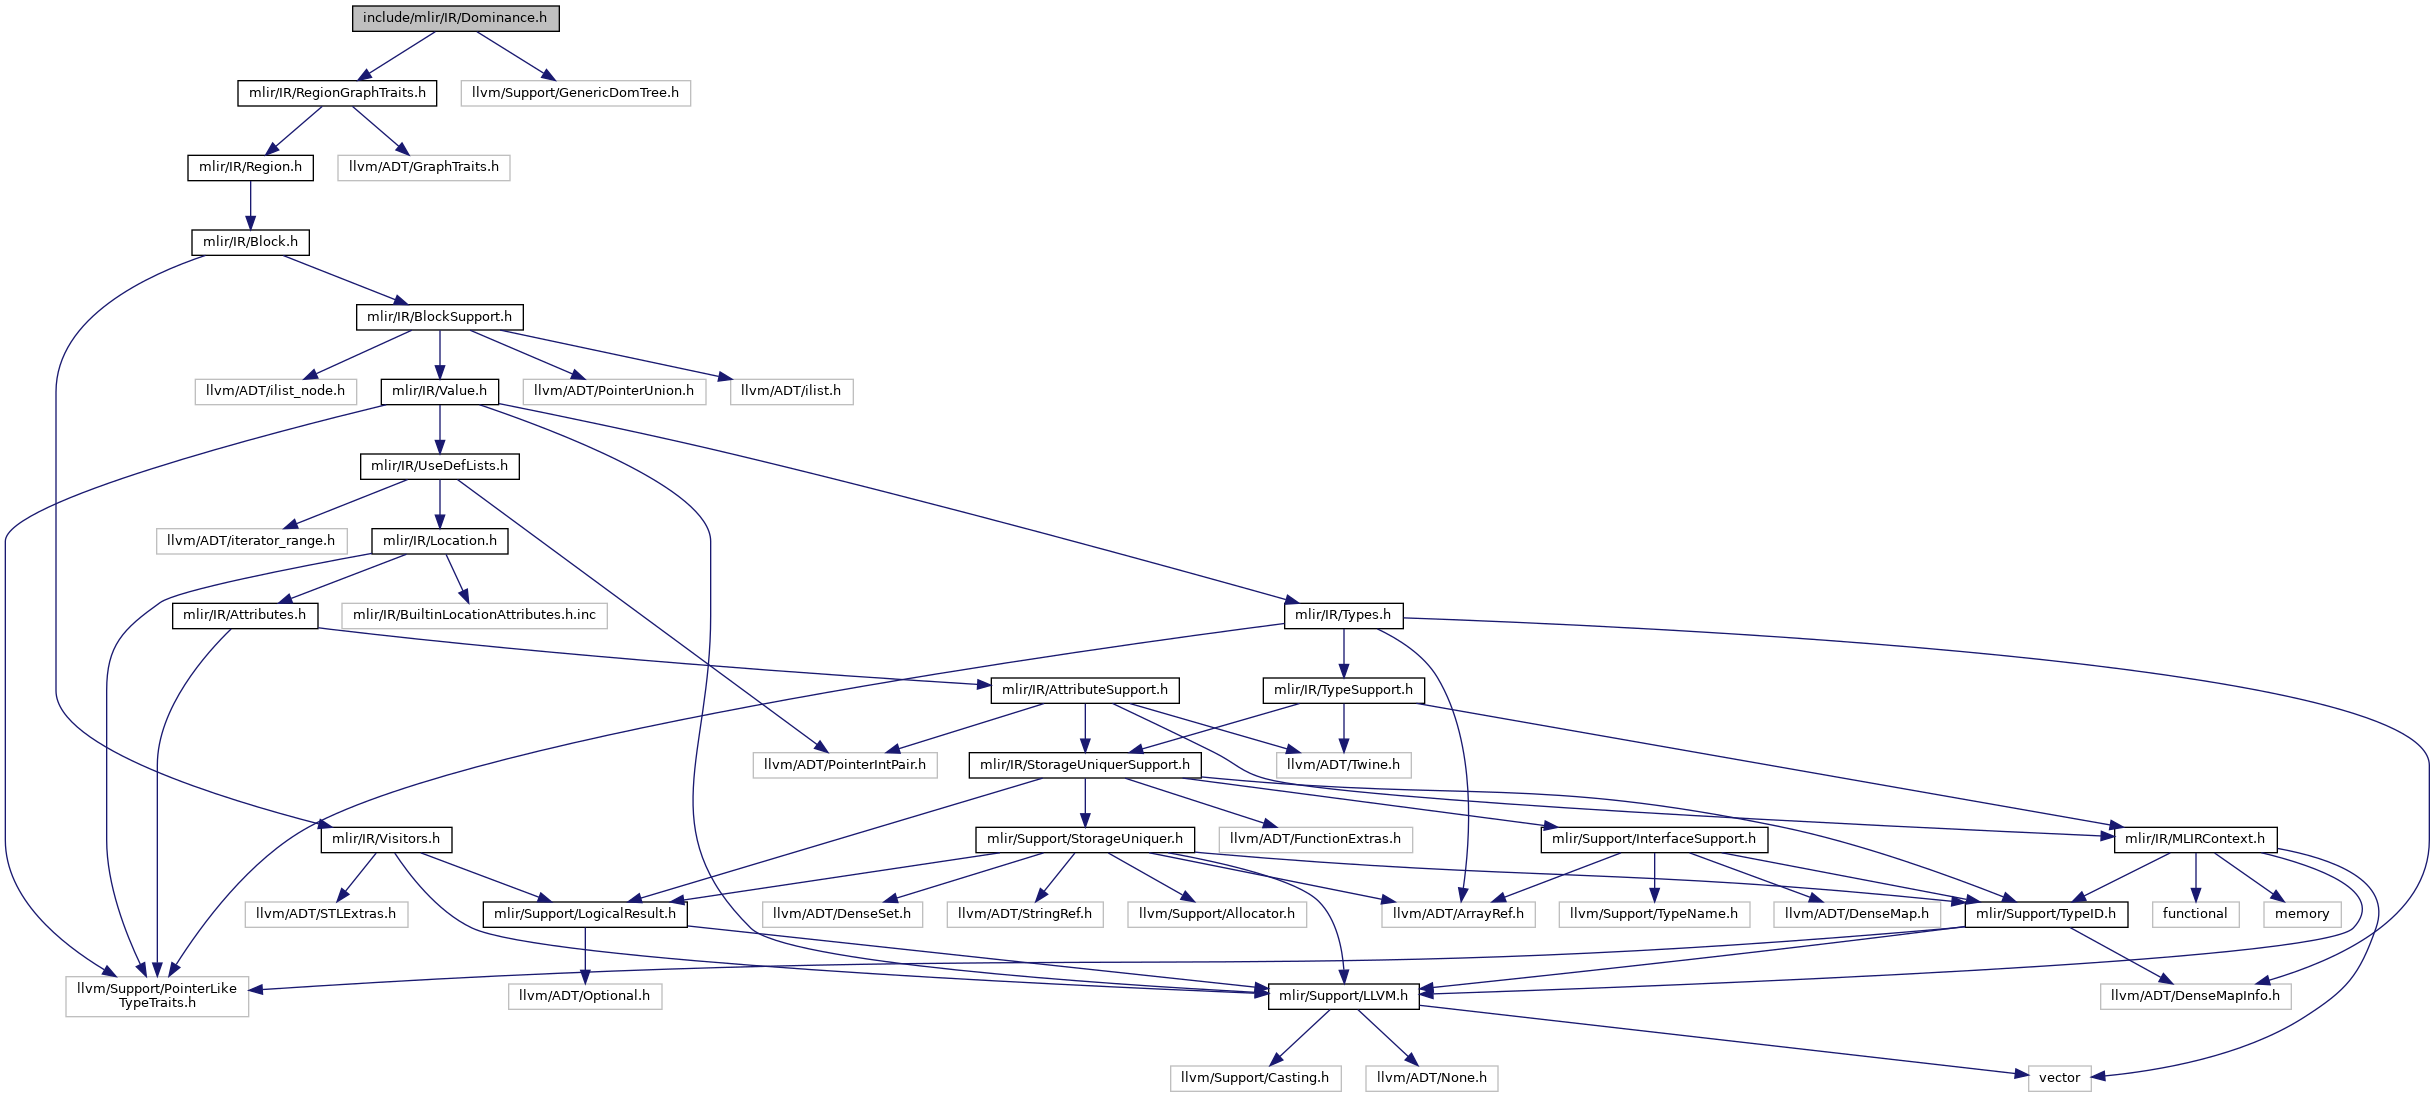 include/mlir/IR/Dominance.h
mlir/IR/RegionGraphTraits.h
llvm/Support/GenericDomTree.h
mlir/IR/Region.h
llvm/ADT/GraphTraits.h
mlir/IR/Block.h
mlir/IR/BlockSupport.h
llvm/ADT/ilist_node.h
mlir/IR/Value.h
llvm/ADT/PointerUnion.h
llvm/ADT/ilist.h
mlir/IR/UseDefLists.h
llvm/ADT/iterator_range.h
mlir/IR/Location.h
mlir/IR/Attributes.h
mlir/IR/BuiltinLocationAttributes.h.inc
mlir/IR/Types.h
mlir/IR/AttributeSupport.h
mlir/IR/TypeSupport.h
llvm/ADT/PointerIntPair.h
mlir/IR/StorageUniquerSupport.h
llvm/ADT/Twine.h
mlir/IR/Visitors.h
mlir/Support/StorageUniquer.h
llvm/ADT/FunctionExtras.h
mlir/Support/InterfaceSupport.h
mlir/IR/MLIRContext.h
llvm/ADT/STLExtras.h
mlir/Support/LogicalResult.h
llvm/ADT/DenseSet.h
llvm/ADT/StringRef.h
llvm/Support/Allocator.h
llvm/ADT/ArrayRef.h
llvm/Support/TypeName.h
llvm/ADT/DenseMap.h
mlir/Support/TypeID.h
functional
memory
llvm/Support/PointerLike
TypeTraits.h
llvm/ADT/Optional.h
mlir/Support/LLVM.h
llvm/ADT/DenseMapInfo.h
llvm/Support/Casting.h
llvm/ADT/None.h
vector